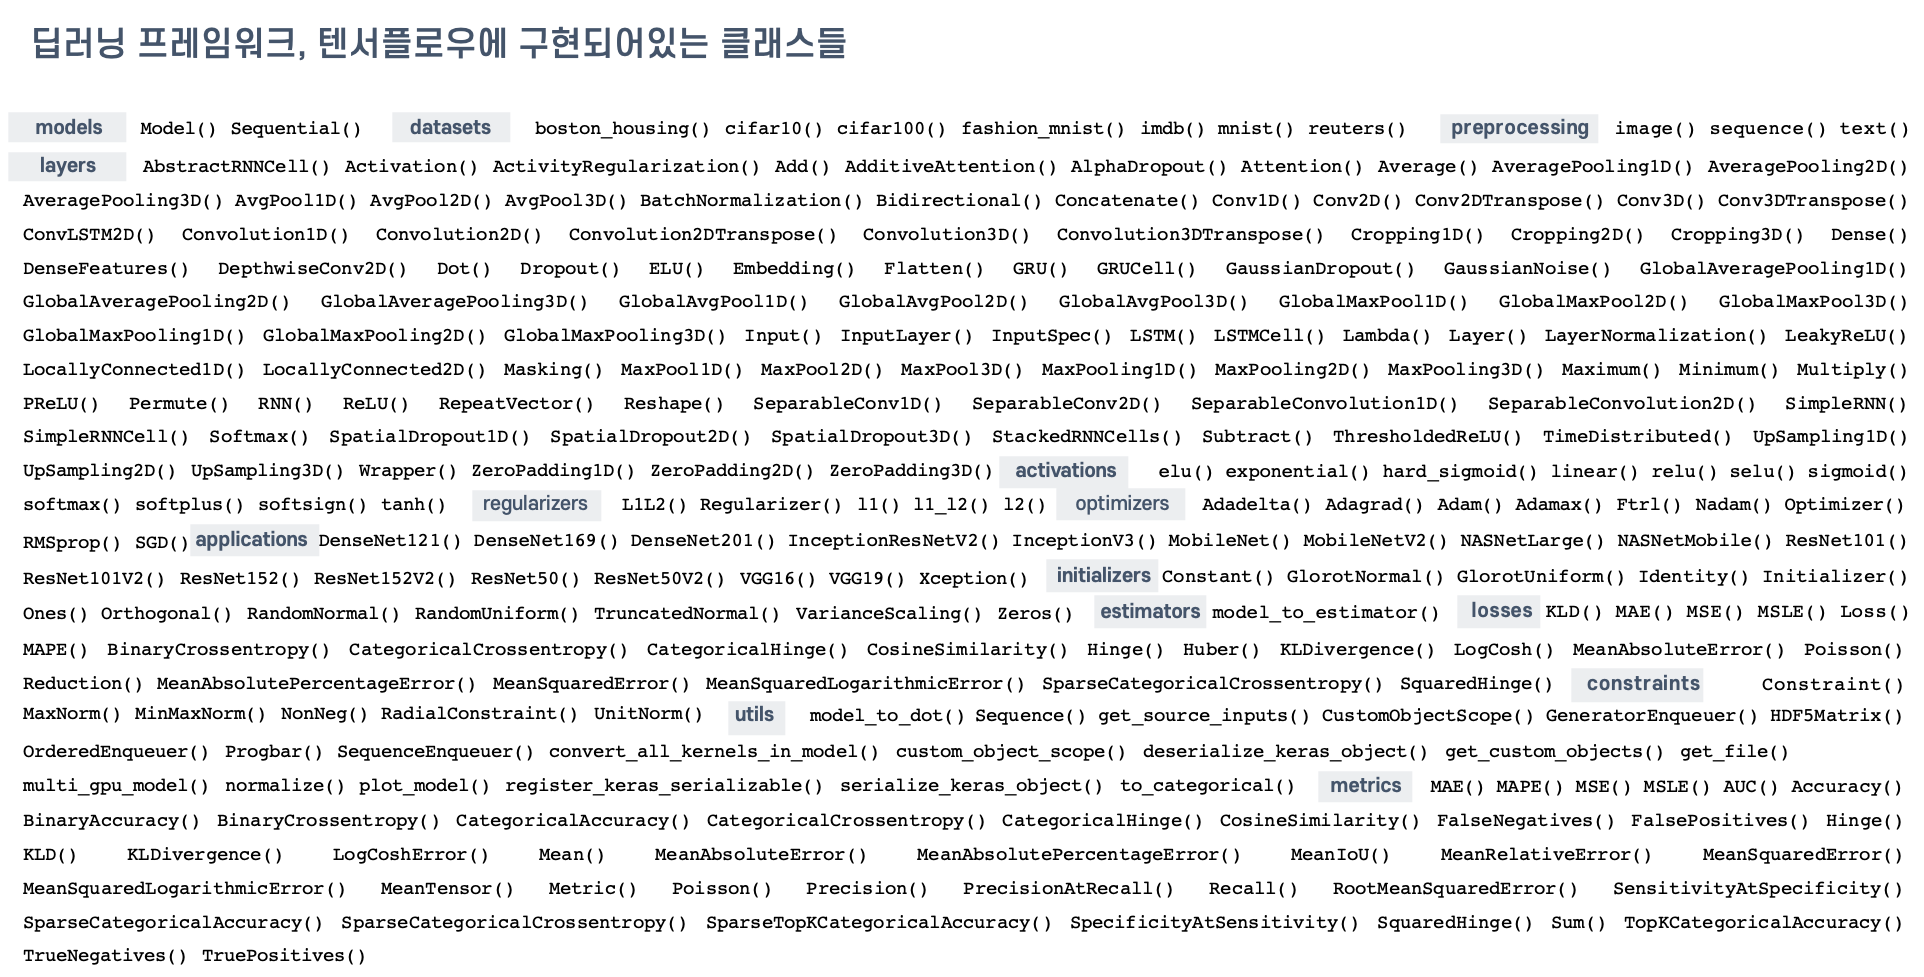 딥러닝 프레임워크, 텐서플로우에 구현되어있는 클래스들
models Model() Sequential() datasets boston_housing() cifar10() cifar100() fashion_mnist() imdb() mnist() reuters() preprocessing image() sequence() text()
layers AbstractRNNCell() Activation() ActivityRegularization() Add() AdditiveAttention() AlphaDropout() Attention() Average() AveragePooling1D() AveragePooling2D()
AveragePooling3D() AvgPool1D() AvgPool2D() AvgPool3D() BatchNormalization() Bidirectional() Concatenate() Conv1D() Conv2D() Conv2DTranspose() Conv3D() Conv3DTranspose()
ConvLSTM2D() Convolution1D() Convolution2D() Convolution2DTranspose() Convolution3D() Convolution3DTranspose() Cropping1D() Cropping2D() Cropping3D() Dense()
DenseFeatures() DepthwiseConv2D() Dot() Dropout() ELU() Embedding() Flatten() GRU() GRUCell() GaussianDropout() GaussianNoise() GlobalAveragePooling1D()
GlobalAveragePooling2D() GlobalAveragePooling3D() GlobalAvgPool1D() GlobalAvgPool2D() GlobalAvgPool3D() GlobalMaxPool1D() GlobalMaxPool2D() GlobalMaxPool3D()
GlobalMaxPooling1D() GlobalMaxPooling2D() GlobalMaxPooling3D() Input() InputLayer() InputSpec() LSTM() LSTMCell() Lambda() Layer() LayerNormalization() LeakyReLU()
LocallyConnected1D() LocallyConnected2D() Masking() MaxPool1D() MaxPool2D() MaxPool3D() MaxPooling1D() MaxPooling2D() MaxPooling3D() Maximum() Minimum() Multiply()
PReLU() Permute() RNN() ReLU() RepeatVector() Reshape() SeparableConv1D() SeparableConv2D() SeparableConvolution1D() SeparableConvolution2D() SimpleRNN()
SimpleRNNCell() Softmax() SpatialDropout1D() SpatialDropout2D() SpatialDropout3D() StackedRNNCells() Subtract() ThresholdedReLU() TimeDistributed() UpSampling1D()
UpSampling2D() UpSampling3D() Wrapper() ZeroPadding1D() ZeroPadding2D() ZeroPadding3D() activations elu() exponential() hard_sigmoid() linear() relu() selu() sigmoid()
softmax() softplus() softsign() tanh() regularizers L1L2() Regularizer() l1() l1_l2() l2() optimizers Adadelta() Adagrad() Adam() Adamax() Ftrl() Nadam() Optimizer()
RMSprop() SGD() applications DenseNet121() DenseNet169() DenseNet201() InceptionResNetV2() InceptionV3() MobileNet() MobileNetV2() NASNetLarge() NASNetMobile() ResNet101()
ResNet101V2() ResNet152() ResNet152V2() ResNet50() ResNet50V2() VGG16() VGG19() Xception() initializers Constant() GlorotNormal() GlorotUniform() Identity() Initializer()
Ones() Orthogonal() RandomNormal() RandomUniform() TruncatedNormal() VarianceScaling() Zeros() estimators model_to_estimator() losses KLD() MAE() MSE() MSLE() Loss()
MAPE() BinaryCrossentropy() CategoricalCrossentropy() CategoricalHinge() CosineSimilarity() Hinge() Huber() KLDivergence() LogCosh() MeanAbsoluteError() Poisson()
Reduction() MeanAbsolutePercentageError() MeanSquaredError() MeanSquaredLogarithmicError() SparseCategoricalCrossentropy() SquaredHinge() constraints Constraint()
MaxNorm() MinMaxNorm() NonNeg() RadialConstraint() UnitNorm() utils model_to_dot() Sequence() get_source_inputs() CustomObjectScope() GeneratorEnqueuer() HDF5Matrix()
OrderedEnqueuer() Progbar() SequenceEnqueuer() convert_all_kernels_in_model() custom_object_scope() deserialize_keras_object() get_custom_objects() get_file()
multi_gpu_model() normalize() plot_model() register_keras_serializable() serialize_keras_object() to_categorical() metrics MAE() MAPE() MSE() MSLE() AUC() Accuracy()
BinaryAccuracy() BinaryCrossentropy() CategoricalAccuracy() CategoricalCrossentropy() CategoricalHinge() CosineSimilarity() FalseNegatives() FalsePositives() Hinge()
KLD() KLDivergence() LogCoshError() Mean() MeanAbsoluteError() MeanAbsolutePercentageError() MeanIoU() MeanRelativeError() MeanSquaredError()
MeanSquaredLogarithmicError() MeanTensor() Metric() Poisson() Precision() PrecisionAtRecall() Recall() RootMeanSquaredError() SensitivityAtSpecificity()
SparseCategoricalAccuracy() SparseCategoricalCrossentropy() SparseTopKCategoricalAccuracy() SpecificityAtSensitivity() SquaredHinge() Sum() TopKCategoricalAccuracy()
TrueNegatives() TruePositives()